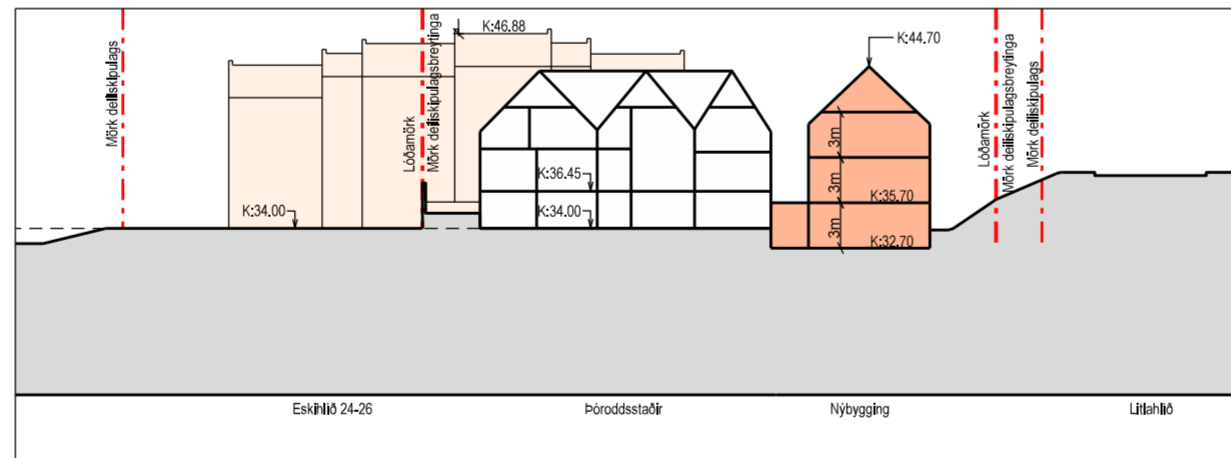 Mörk deiliskipulags
K:34.00
Lóðamörk
Mörk deiliskipulagsbreytinga
K:46.88
K:36.45
K:34.00
K:44.70
3m
3m
K:35.70
3m
K:32.70
Lóðamörk
Mörk deiliskipulagsbreytinga
Mörk deiliskipulags
Eskihlíð 24-26
Þóroddsstaðir
Nýbygging
Litlahlíð